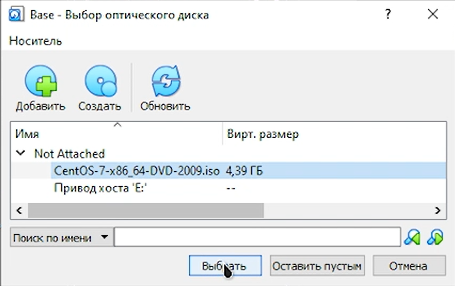 Base - Выбор оптического диска
Носитель
Добавить Создать Обновить
Имя Вирт. размер
Not Attached
CentOS-7-x86_64-DVD-2009.iso 4,39 ГБ
Привод хоста 'E:' --
Поиск по имени
Выбрать Оставить пустым Отмена